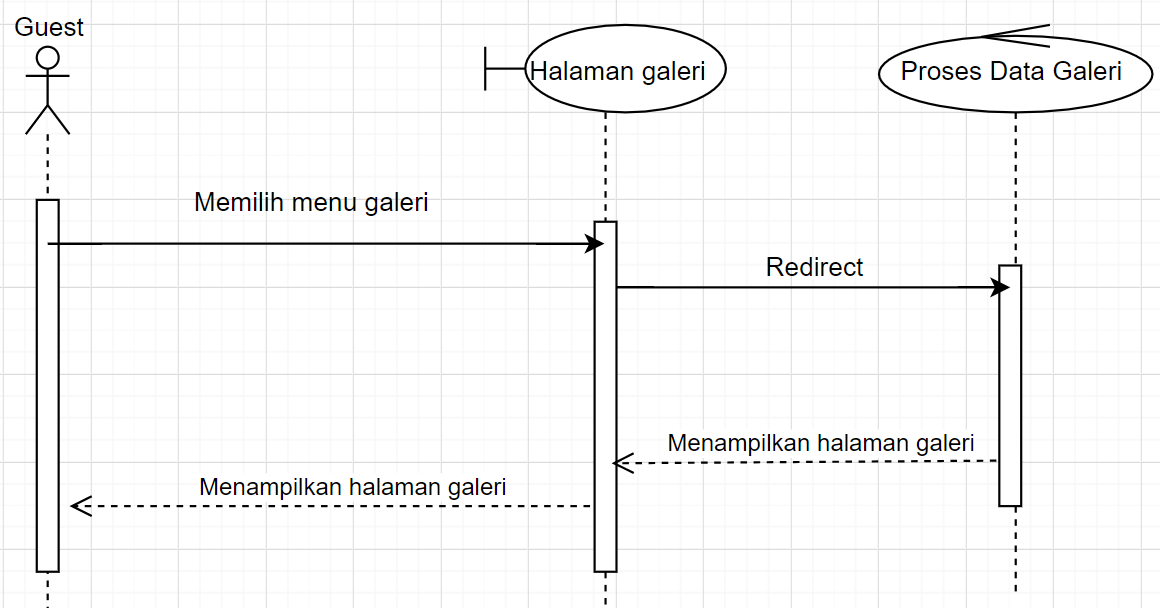 Guest
Halaman galeri
Proses Data Galeri
Memilih menu galeri
Redirect
Menampilkan halaman galeri
Menampilkan halaman galeri